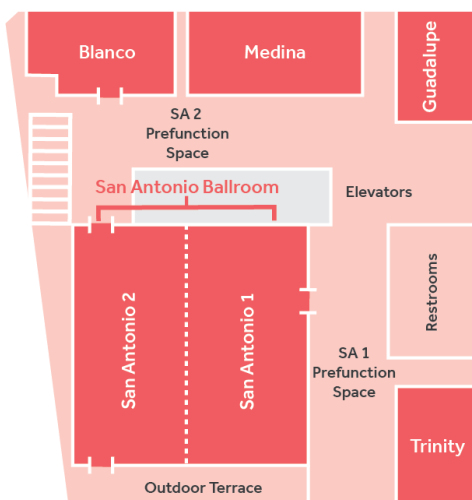 Blanco
Medina
Guadalupe
SA 2
Prefunction
Space
San Antonio Ballroom
Elevators
San Antonio 2
San Antonio 1
Restrooms
SA 1
Prefunction
Space
Trinity
Outdoor Terrace